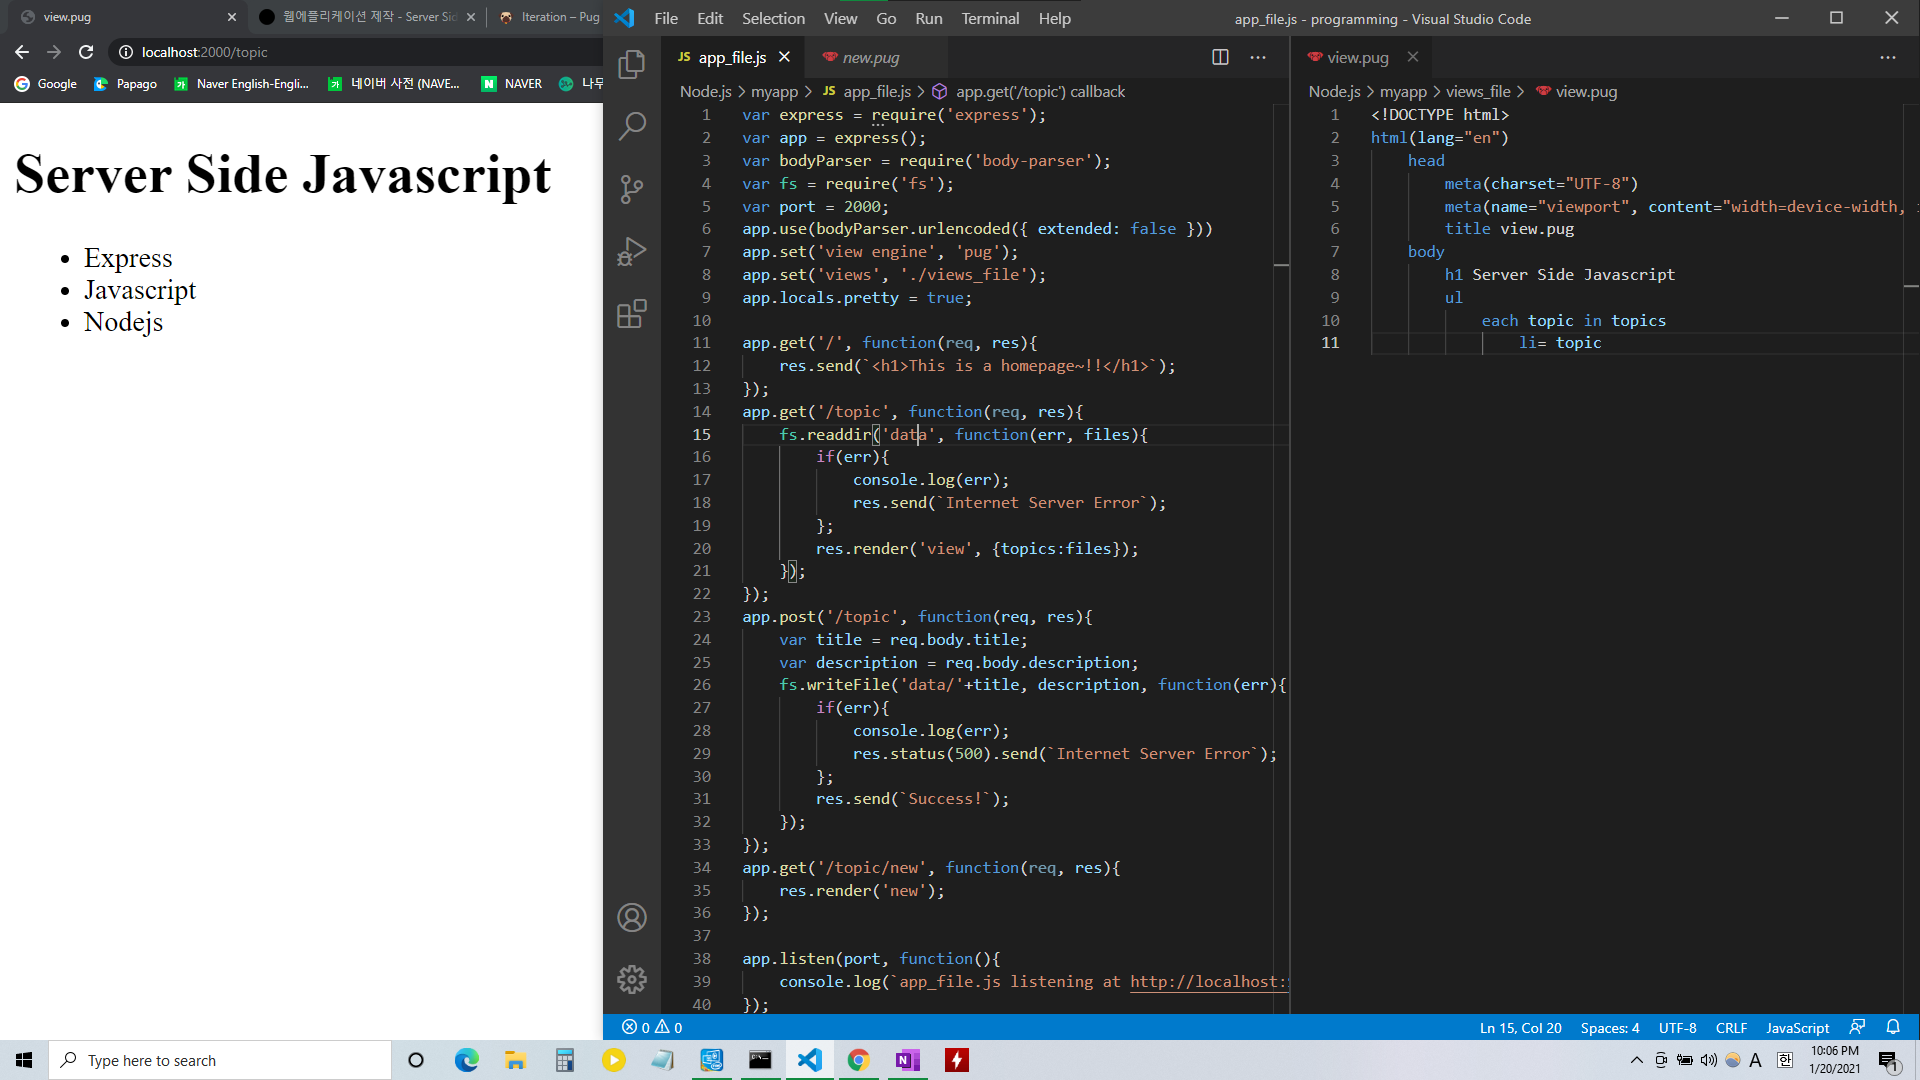 view.pug
웹애플리케이션 제작 - Server Sid
Iteration – Pug
localhost:2000/topic
Google
Papago
Naver English-Engli...
네이버 사전 (NAVE...
NAVER
나무
Server Side Javascript
Express
Javascript
Nodejs
File Edit Selection View Go Run Terminal Help
app_file.js - programming - Visual Studio Code
JS app_file.js
new.pug
Node.js > myapp > JS app_file.js > app.get('/topic') callback
1 var express = require('express');
2 var app = express();
3 var bodyParser = require('body-parser');
4 var fs = require('fs');
5 var port = 2000;
6 app.use(bodyParser.urlencoded({ extended: false }))
7 app.set('view engine', 'pug');
8 app.set('views', './views_file');
9 app.locals.pretty = true;
10
11 app.get('/', function(req, res){
12 res.send(`<h1>This is a homepage~!!</h1>`);
13 });
14 app.get('/topic', function(req, res){
15 fs.readdir('data', function(err, files){
16 if(err){
17 console.log(err);
18 res.send(`Internet Server Error`);
19 };
20 res.render('view', {topics:files});
21 });
22 });
23 app.post('/topic', function(req, res){
24 var title = req.body.title;
25 var description = req.body.description;
26 fs.writeFile('data/'+title, description, function(err){
27 if(err){
28 console.log(err);
29 res.status(500).send(`Internet Server Error`);
30 };
31 res.send(`Success!`);
32 });
33 });
34 app.get('/topic/new', function(req, res){
35 res.render('new');
36 });
37
38 app.listen(port, function(){
39 console.log(`app_file.js listening at http://localhost:$
40 });
view.pug
Node.js > myapp > views_file > view.pug
1 <!DOCTYPE html>
2 html(lang="en")
3 head
4 meta(charset="UTF-8")
5 meta(name="viewport", content="width=device-width, i
6 title view.pug
7 body
8 h1 Server Side Javascript
9 ul
10 each topic in topics
11 li= topic
0 0
Ln 15, Col 20
Spaces: 4
UTF-8
CRLF
JavaScript
Type here to search
A
한
10:06 PM
1/20/2021
1